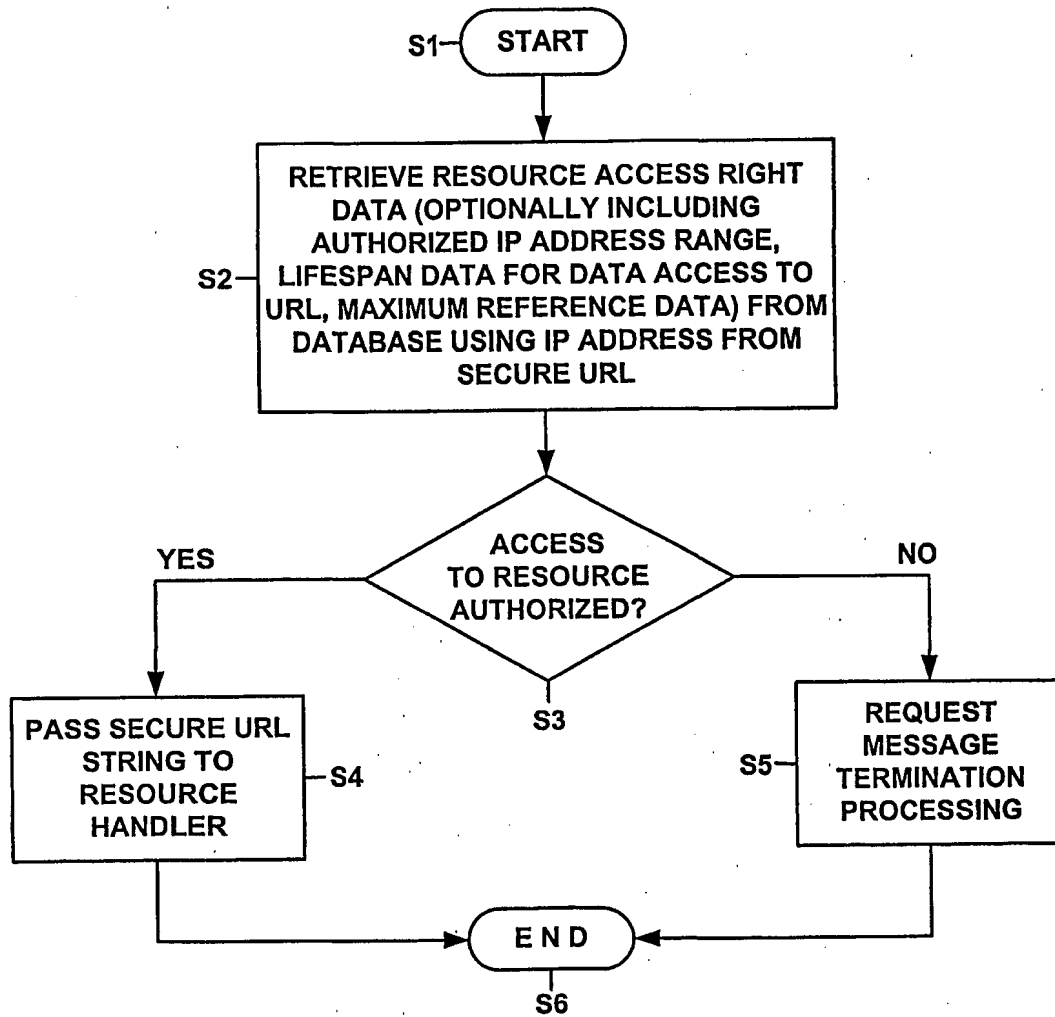 S1
START
RETRIEVE RESOURCE ACCESS RIGHT
DATA (OPTIONALLY INCLUDING
AUTHORIZED IP ADDRESS RANGE,
LIFESPAN DATA FOR DATA ACCESS TO
URL, MAXIMUM REFERENCE DATA) FROM
DATABASE USING IP ADDRESS FROM
SECURE URL
S2
YES
ACCESS
TO RESOURCE
AUTHORIZED?
NO
S3
PASS SECURE URL
STRING TO
RESOURCE
HANDLER
S4
S5
REQUEST
MESSAGE
TERMINATION
PROCESSING
E N D
S6